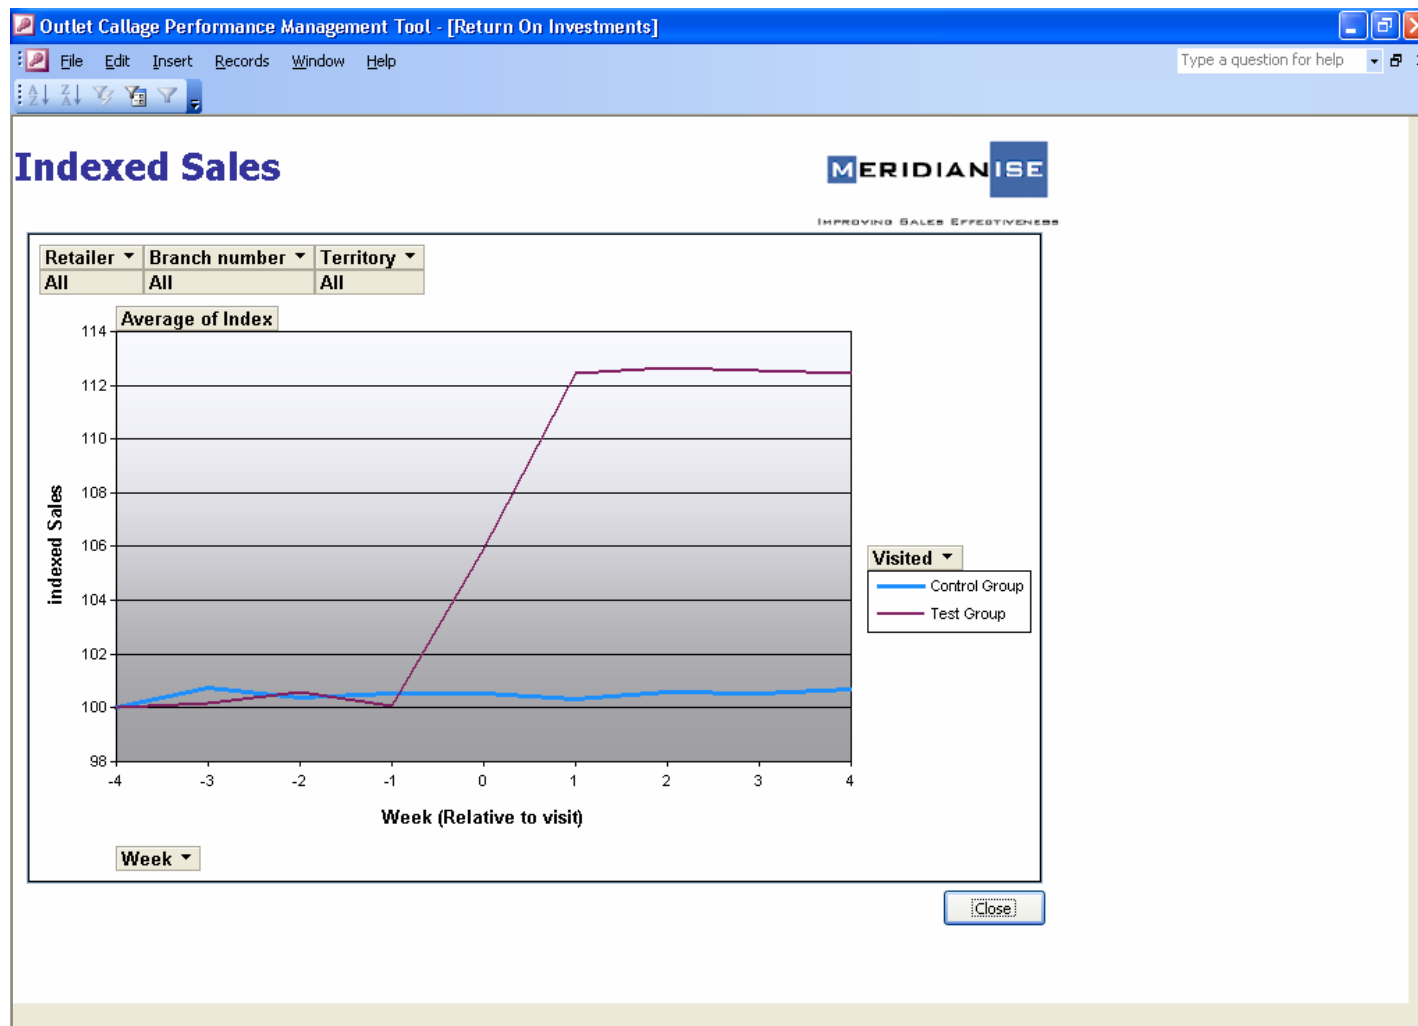 Outlet Callage Performance Management Tool - [Return On Investments]
File Edit Insert Records Window Help
Type a question for help
Indexed Sales
MERIDIANISE
IMPROVING SALES EFFECTIVENESS
Retailer Branch number Territory
All All All
Average of Index
114
112
110
108
106
104
102
100
98
indexed Sales
-4 -3 -2 -1 0 1 2 3 4
Week (Relative to visit)
Visited
Control Group
Test Group
Week
Close